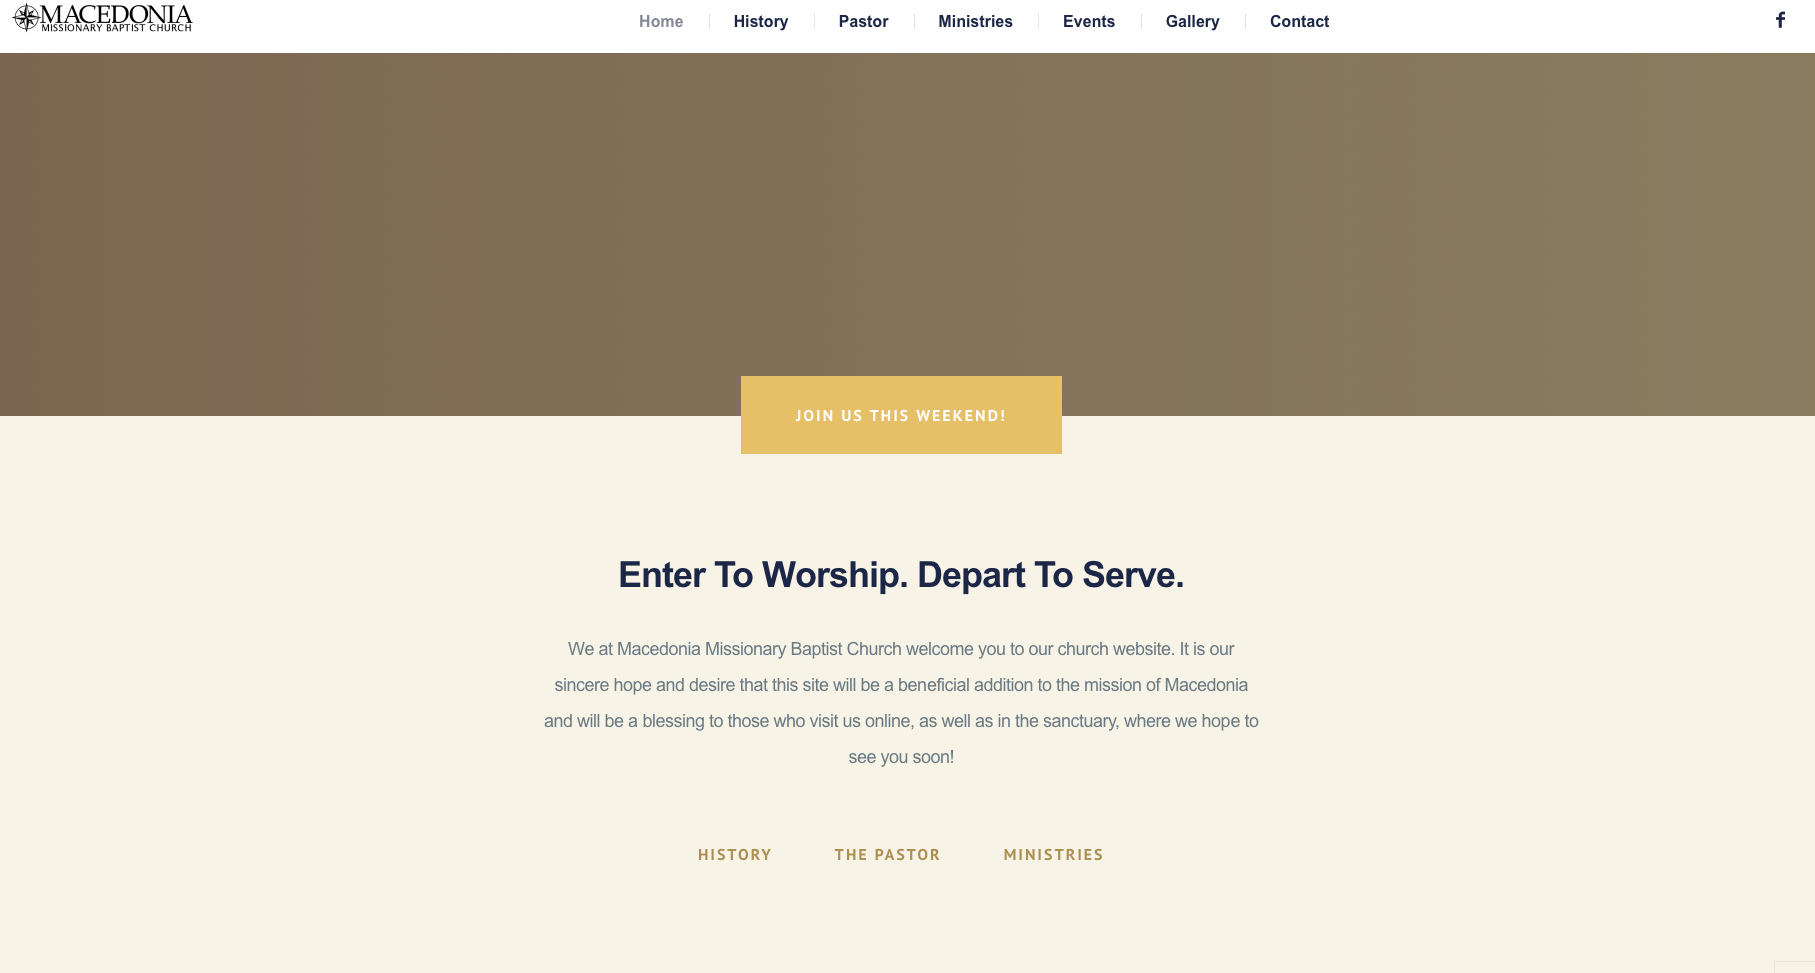 MACEDONIA
MISSIONARY BAPTIST CHURCH
Home History Pastor Ministries Events Gallery Contact
JOIN US THIS WEEKEND!
Enter To Worship. Depart To Serve.
We at Macedonia Missionary Baptist Church welcome you to our church website. It is our
sincere hope and desire that this site will be a beneficial addition to the mission of Macedonia
and will be a blessing to those who visit us online, as well as in the sanctuary, where we hope to
see you soon!
HISTORY THE PASTOR MINISTRIES